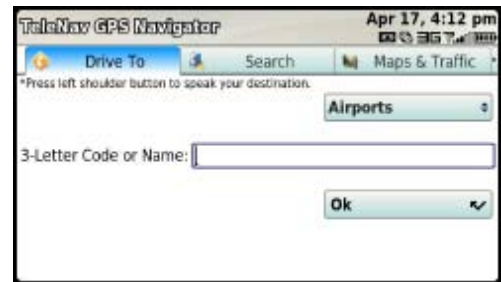 TeleNav GPS Navigator
Apr 17, 4:12 pm
3G
Drive To
Search
Maps & Traffic
*Press left shoulder button to speak your destination.
Airports
3-Letter Code or Name:
Ok